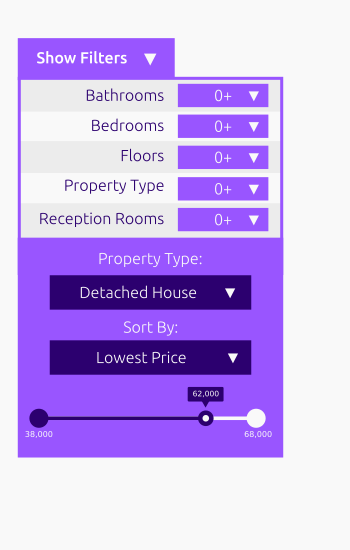 Show Filters ▼
Bathrooms 0+ ▼
Bedrooms 0+ ▼
Floors 0+ ▼
Property Type 0+ ▼
Reception Rooms 0+ ▼
Property Type:
Detached House ▼
Sort By:
Lowest Price ▼
62,000
38,000 68,000